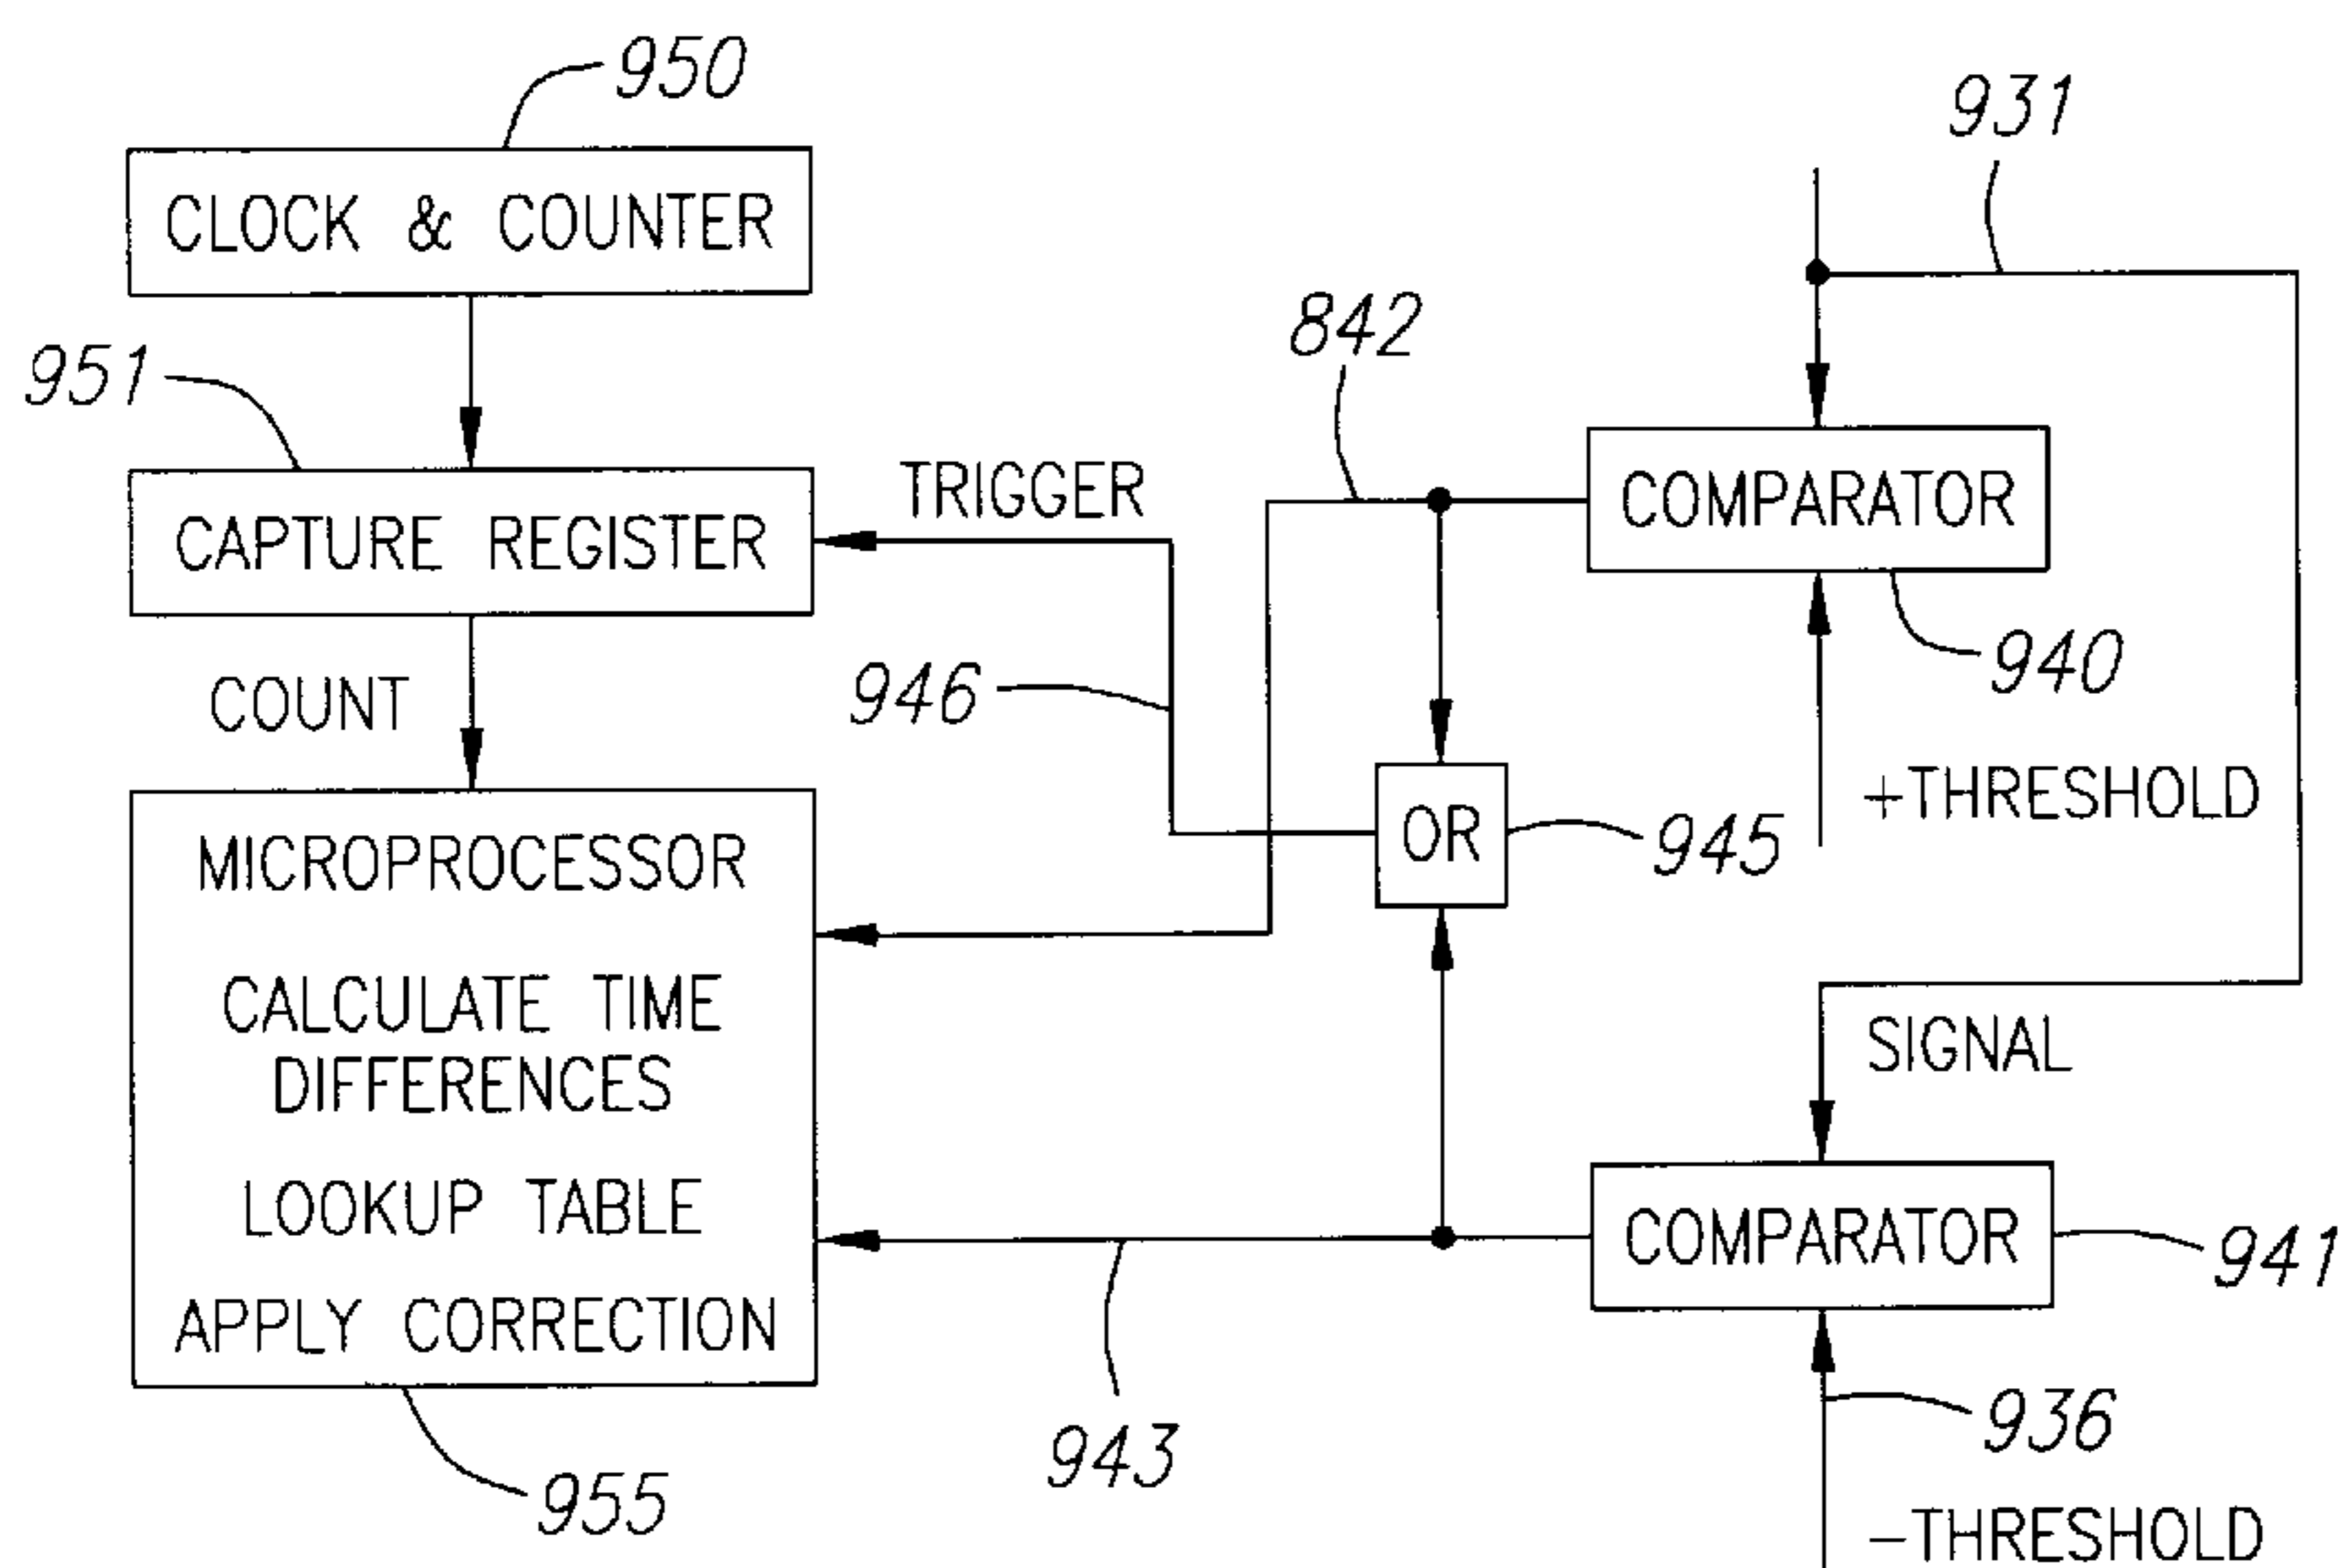 950
CLOCK & COUNTER
931
842
951
TRIGGER
CAPTURE REGISTER
COMPARATOR
940
946
COUNT
+THRESHOLD
OR
945
MICROPROCESSOR
CALCULATE TIME
DIFFERENCES
LOOKUP TABLE
APPLY CORRECTION
SIGNAL
COMPARATOR
941
936
943
955
-THRESHOLD